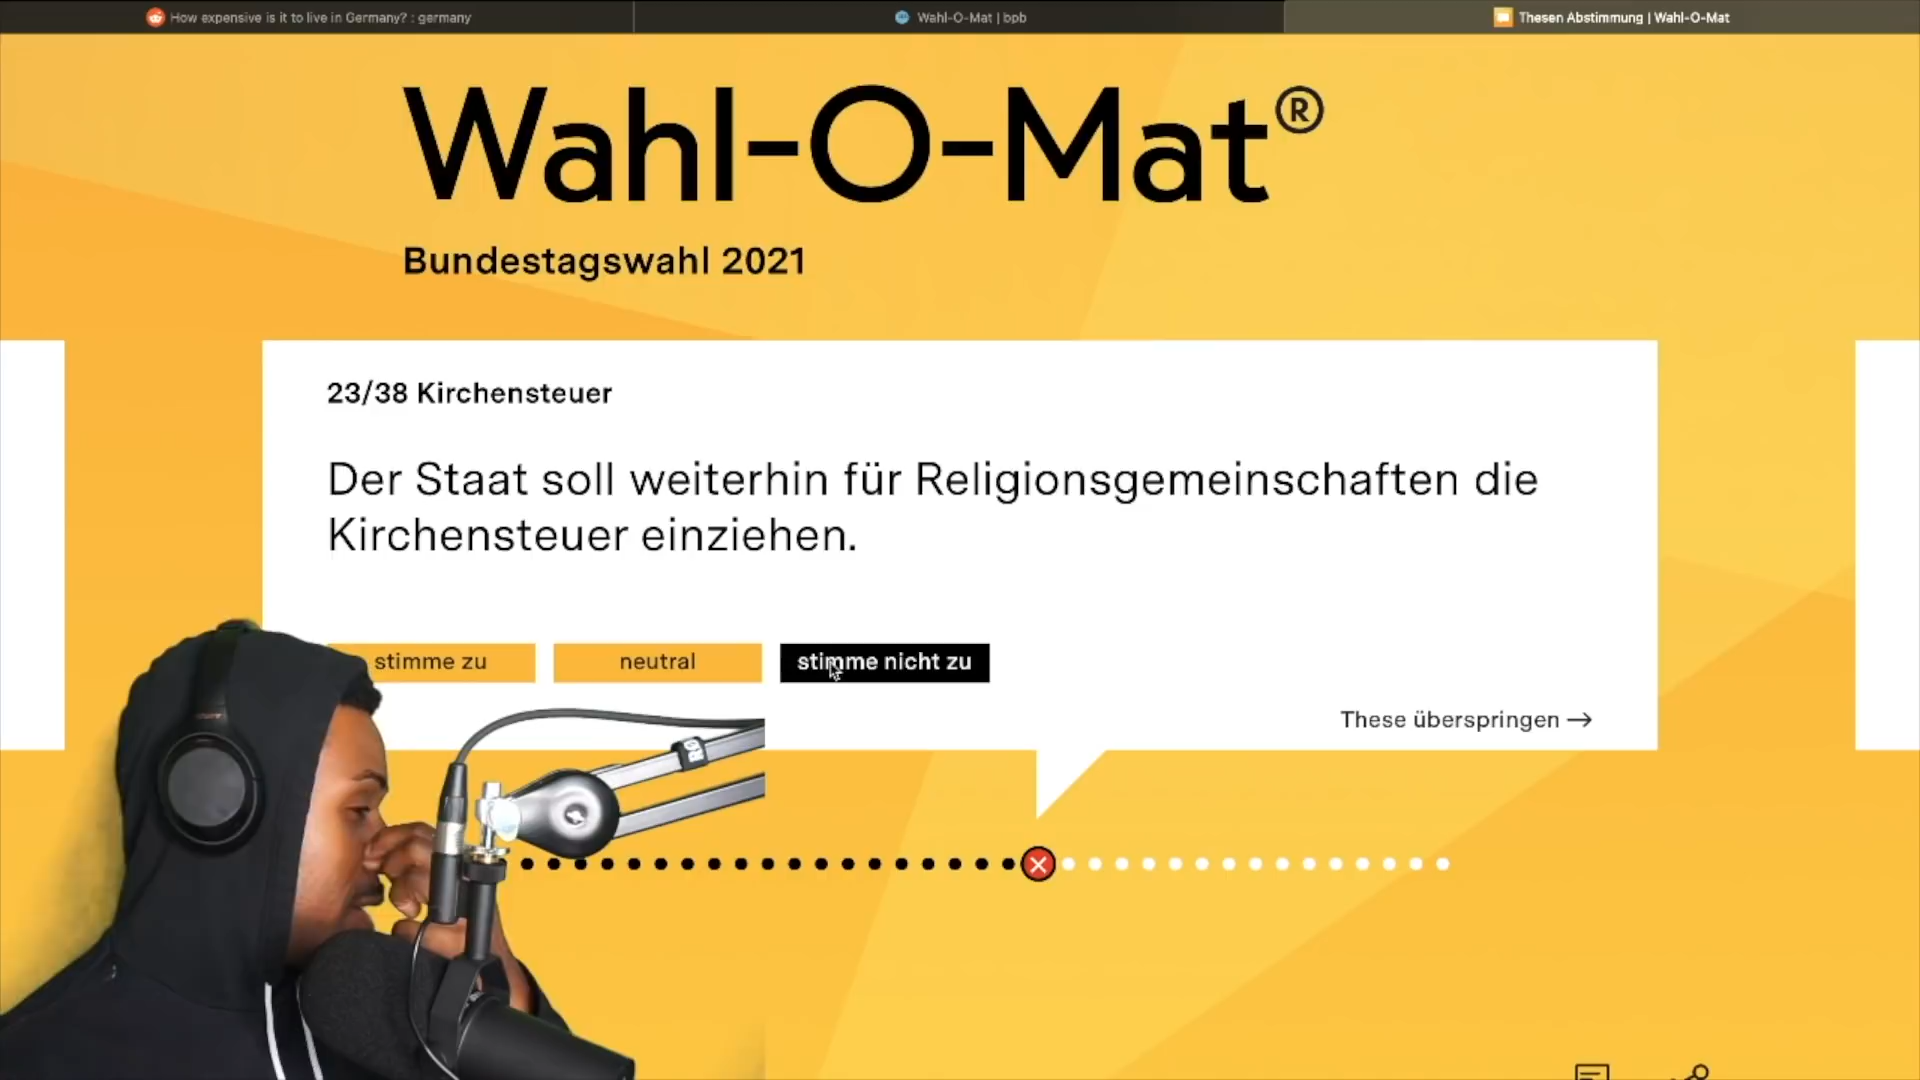 How expensive is it to live in Germany? : germany
Wahl-O-Mat | bpb
Thesen Abstimmung | Wahl-O-Mat
Wahl-O-Mat®
Bundestagswahl 2021
23/38 Kirchensteuer
Der Staat soll weiterhin für Religionsgemeinschaften die
Kirchensteuer einziehen.
stimme zu
neutral
stimme nicht zu
These überspringen →